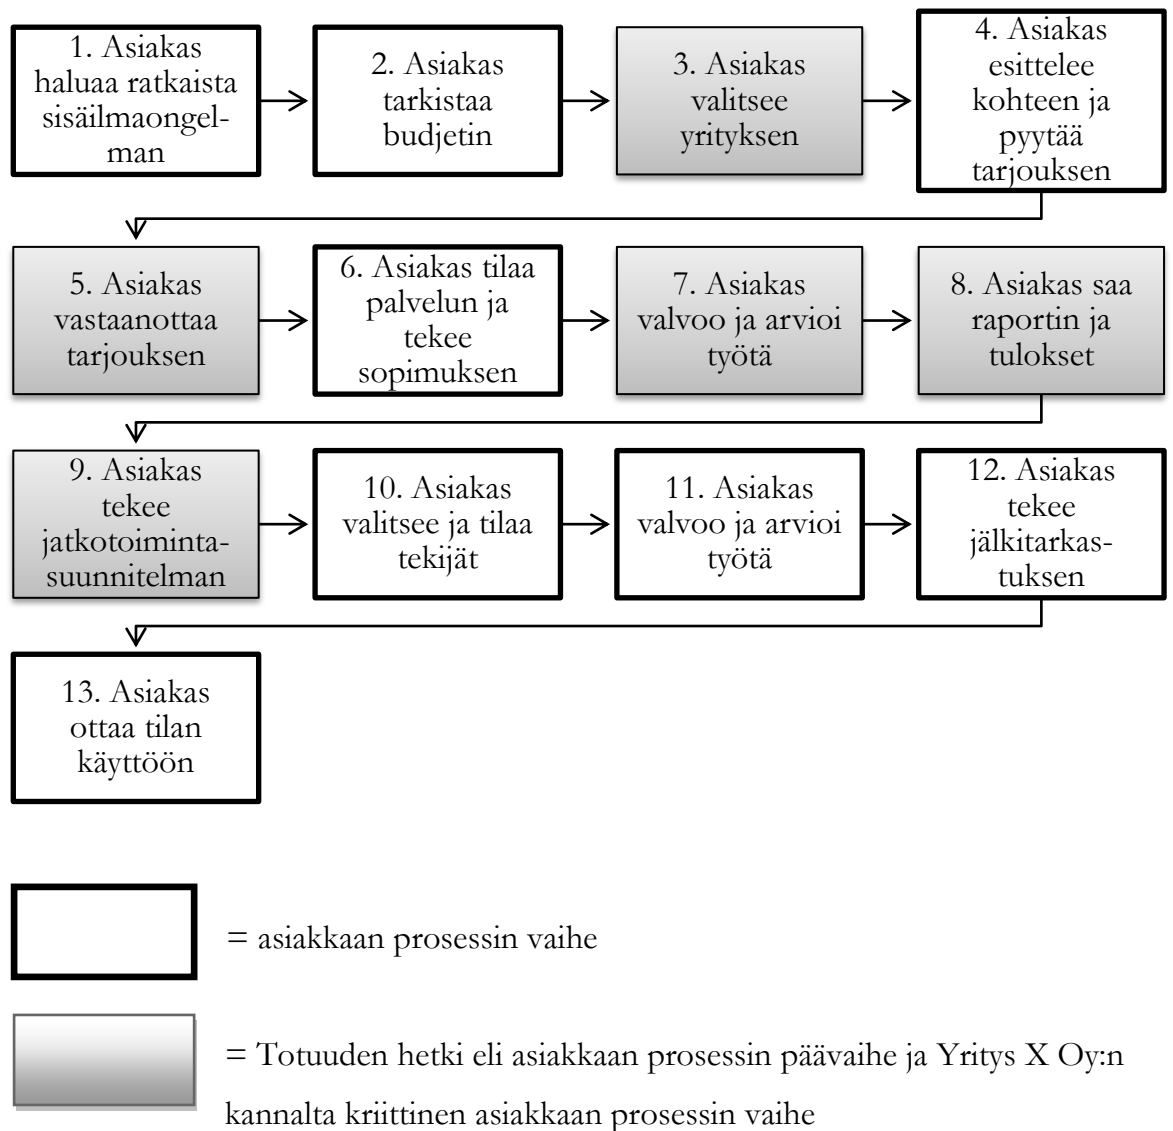 1. Asiakas
haluaa ratkaista
sisäilmaongel-
man
2. Asiakas
tarkistaa
budjetin
3. Asiakas
valitsee
yrityksen
4. Asiakas
esittelee
kohteen ja
pyytää
tarjouksen
5. Asiakas
vastaanottaa
tarjouksen
6. Asiakas tilaa
palvelun ja
tekee
sopimuksen
7. Asiakas
valvoo ja arvioi
työtä
8. Asiakas saa
raportin ja
tulokset
9. Asiakas
tekee
jatkotoiminta-
suunnitelman
10. Asiakas
valitsee ja tilaa
tekijät
11. Asiakas
valvoo ja arvioi
työtä
12. Asiakas
tekee
jälkitarkas-
tuksen
13. Asiakas
ottaa tilan
käyttöön
= asiakkaan prosessin vaihe
= Totuuden hetki eli asiakkaan prosessin päävaihe ja Yritys X Oy:n
kannalta kriittinen asiakkaan prosessin vaihe